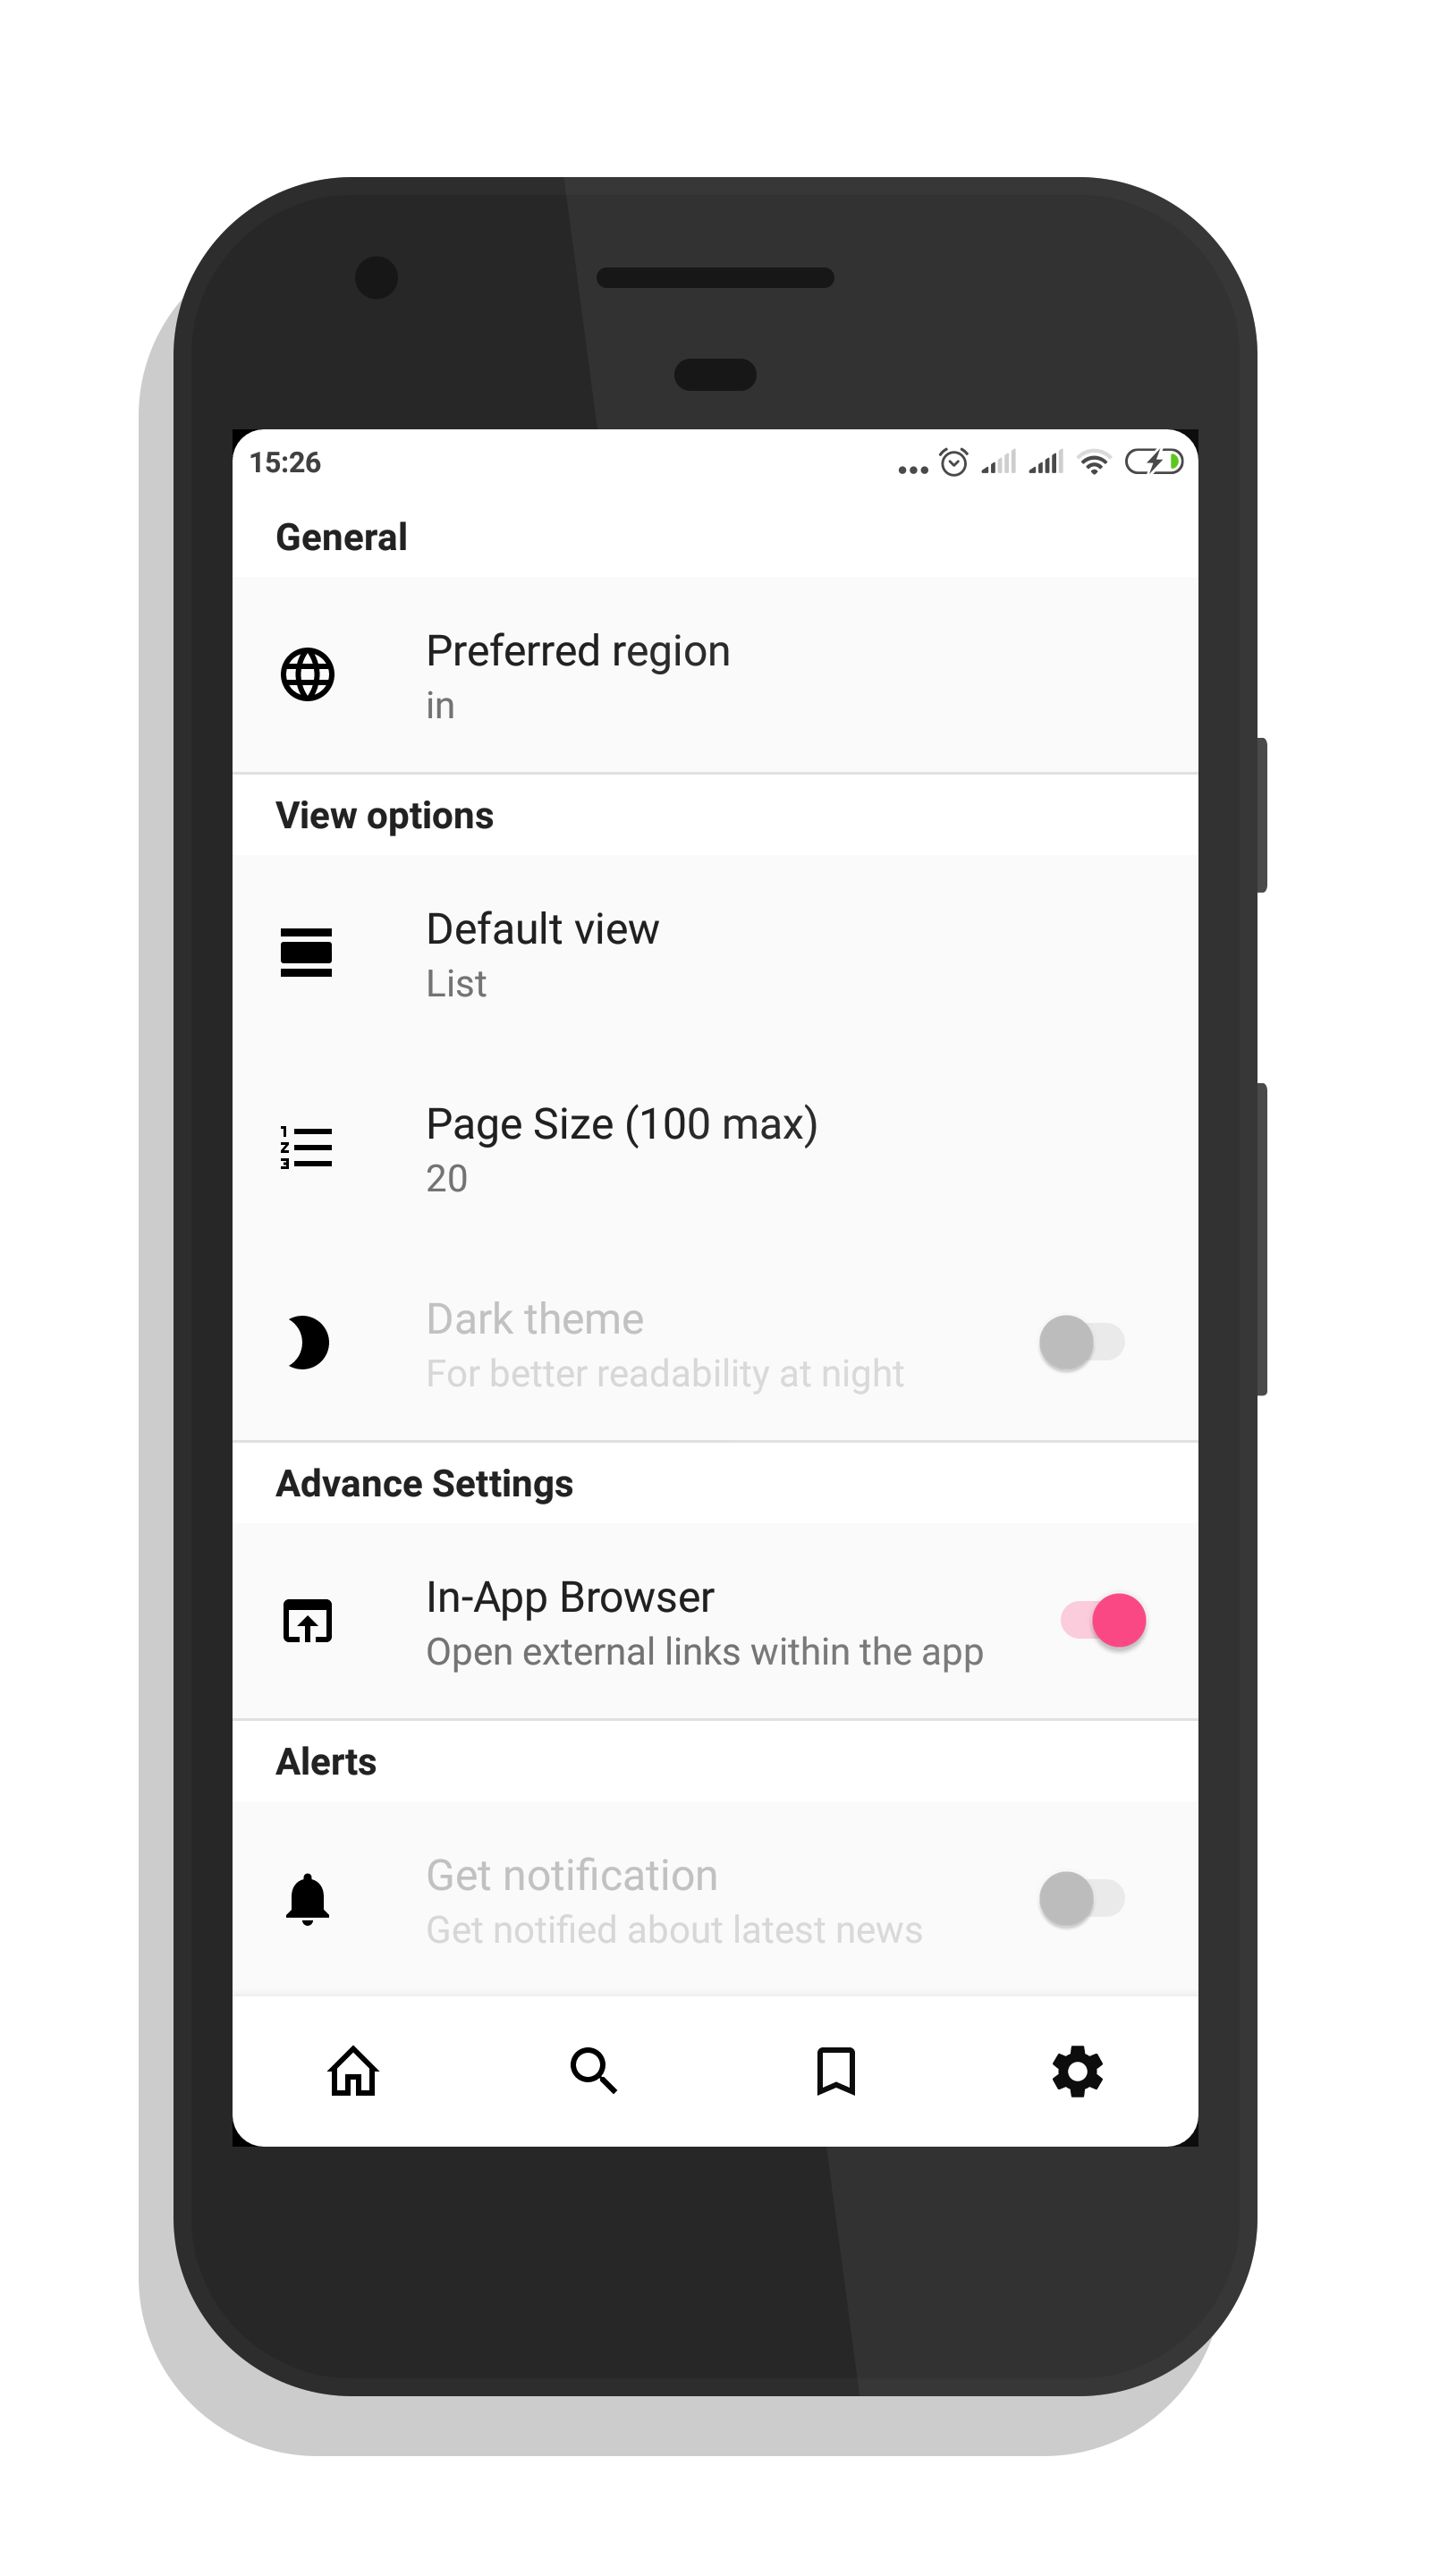 15:26
General
Preferred region
in
View options
Default view
List
Page Size (100 max)
20
Dark theme
For better readability at night
Advance Settings
In-App Browser
Open external links within the app
Alerts
Get notification
Get notified about latest news